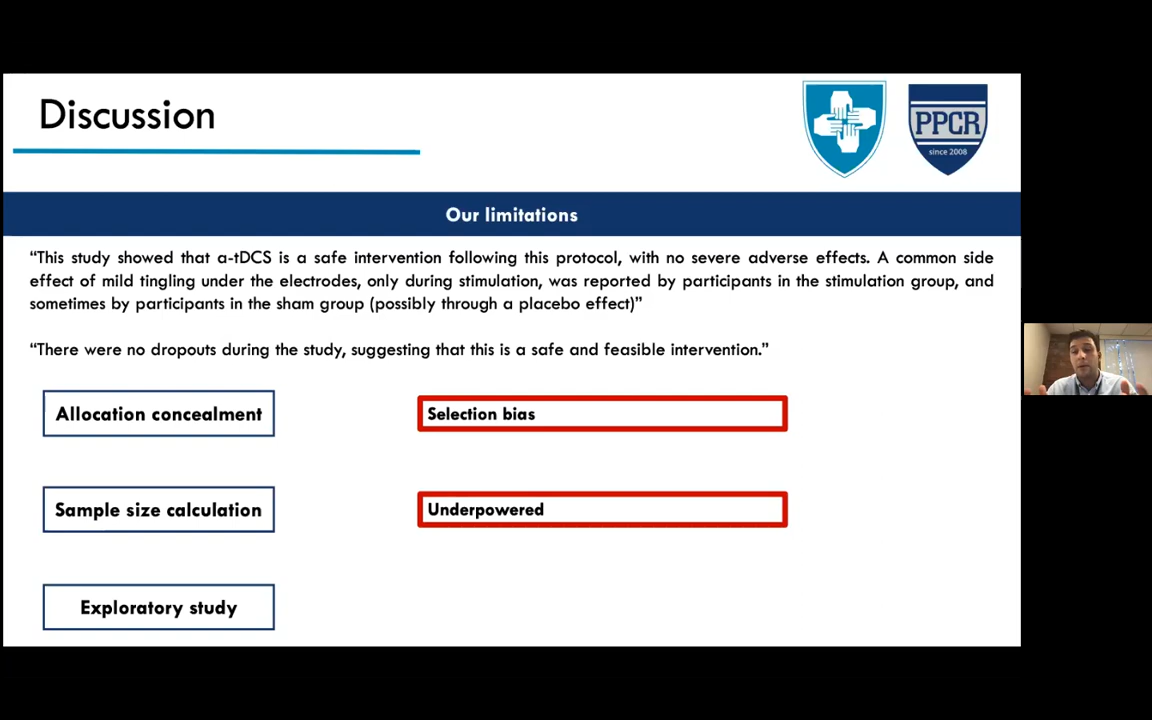 Discussion
PPCR
since 2008
Our limitations
“This study showed that a-tDCS is a safe intervention following this protocol, with no severe adverse effects. A common side
effect of mild tingling under the electrodes, only during stimulation, was reported by participants in the stimulation group, and
sometimes by participants in the sham group (possibly through a placebo effect)”
“There were no dropouts during the study, suggesting that this is a safe and feasible intervention.”
Allocation concealment
Selection bias
Sample size calculation
Underpowered
Exploratory study